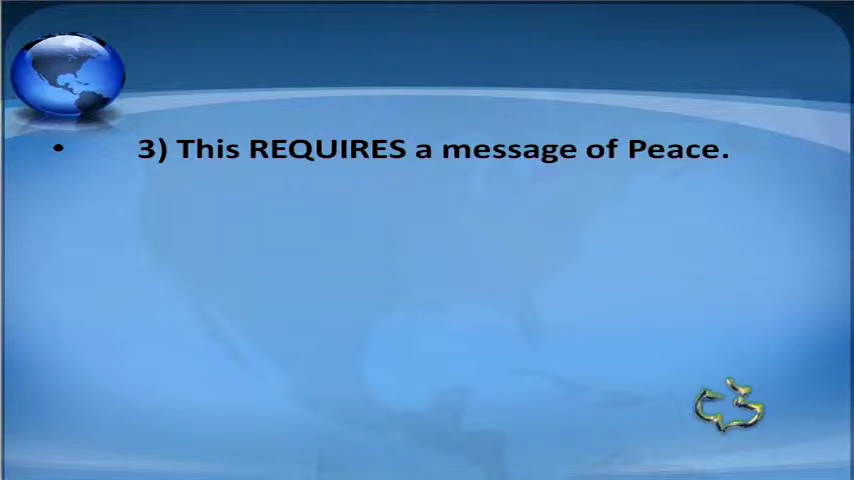 • 3) This REQUIRES a message of Peace.